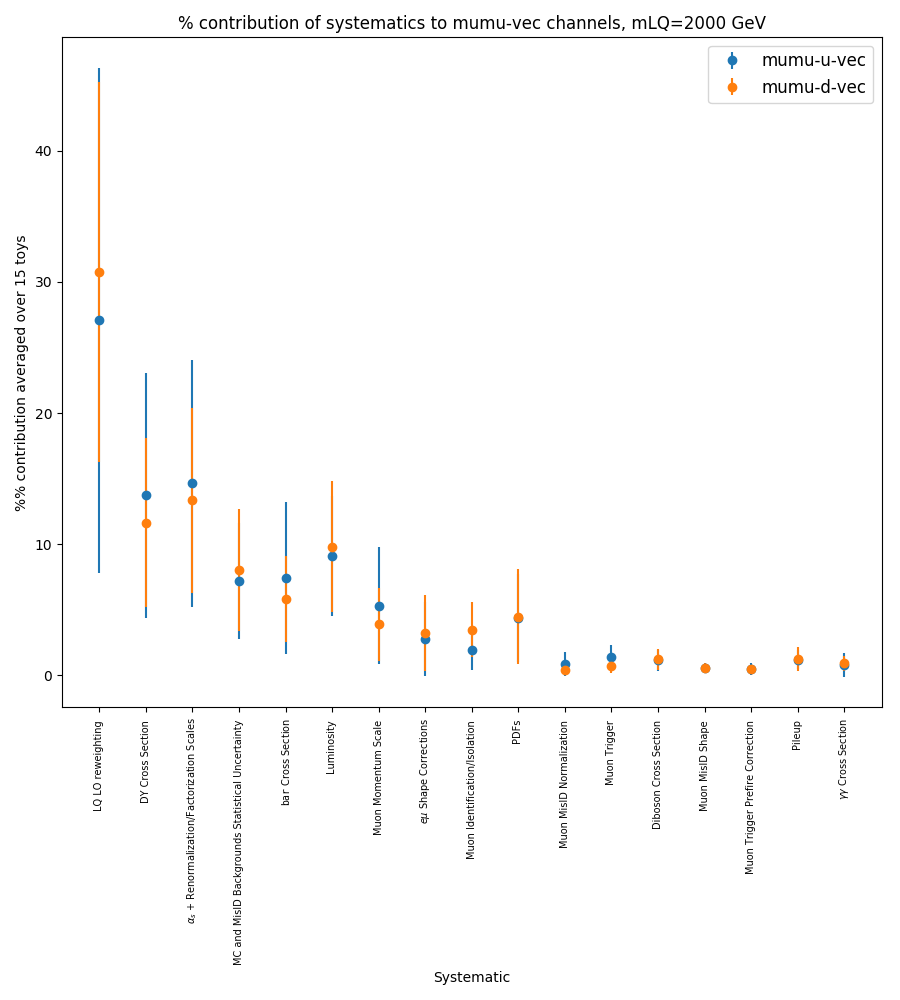 % contribution of systematics to mumu-vec channels, mLQ=2000 GeV
mumu-u-vec
mumu-d-vec
%% contribution averaged over 15 toys
40
30
20
10
0
LQ LO reweighting
DY Cross Section
αs + Renormalization/Factorization Scales
MC and MisID Backgrounds Statistical Uncertainty
bar Cross Section
Luminosity
Muon Momentum Scale
eμ Shape Corrections
Muon Identification/Isolation
PDFs
Muon MisID Normalization
Muon Trigger
Diboson Cross Section
Muon MisID Shape
Muon Trigger Prefire Correction
Pileup
γγ Cross Section
Systematic